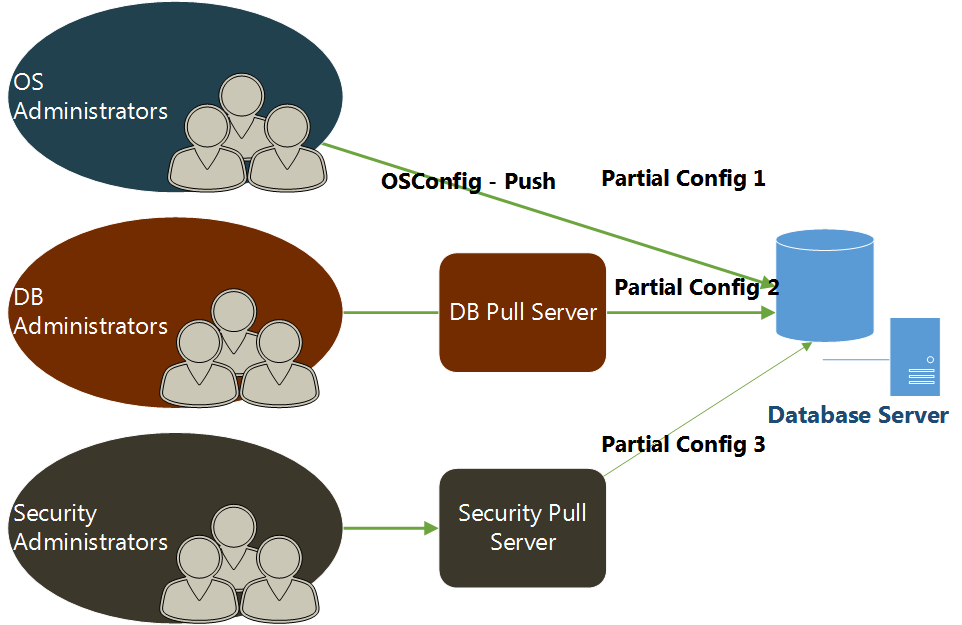 OS
Administrators
OSConfig - Push
Partial Config 1
DB
Administrators
DB Pull Server
Partial Config 2
Database Server
Partial Config 3
Security
Administrators
Security Pull
Server